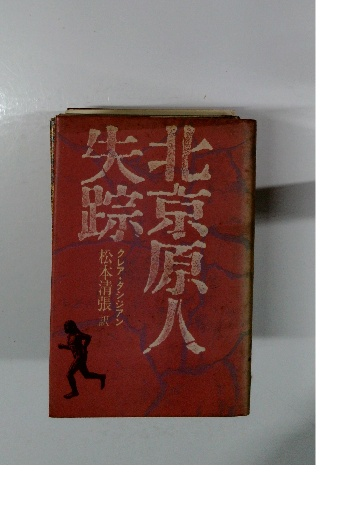 北京原人
失踪
クレア・タシジアン
松本清張 訳